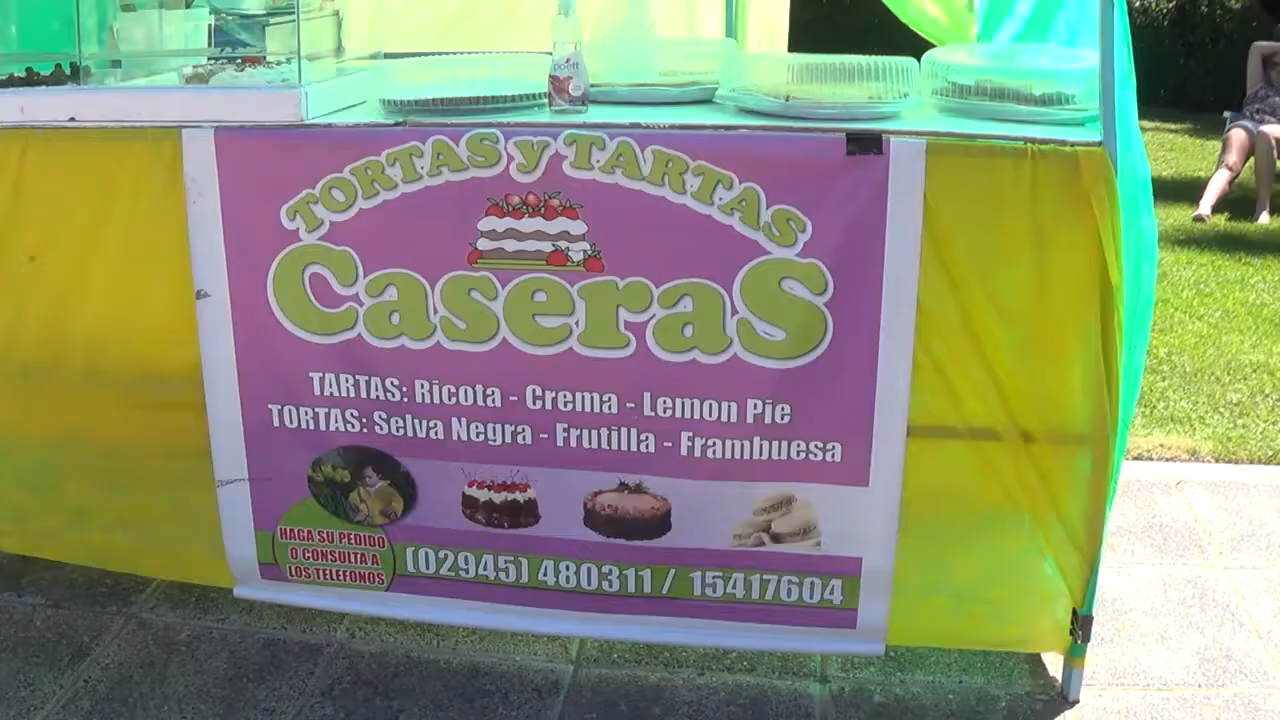 poett
TORTAS y TARTAS
CaseraS
TARTAS: Ricota - Crema - Lemon Pie
TORTAS: Selva Negra - Frutilla - Frambuesa
HAGA SU PEDIDO
O CONSULTA A
LOS TELEFONOS
(02945) 480311 / 15417604